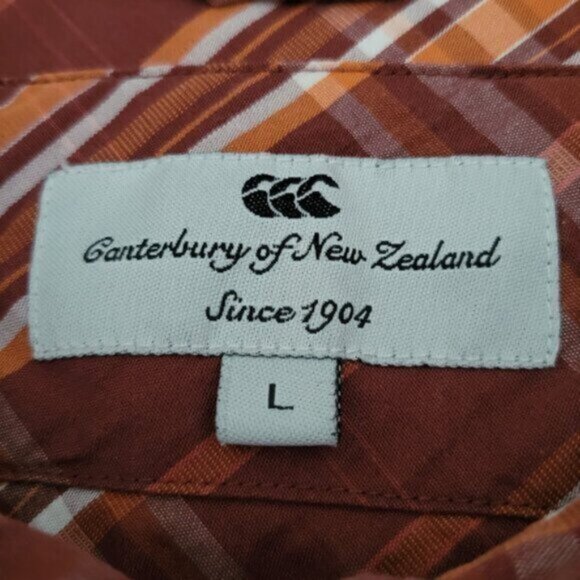 Canterbury of New Zealand
Since 1904
L